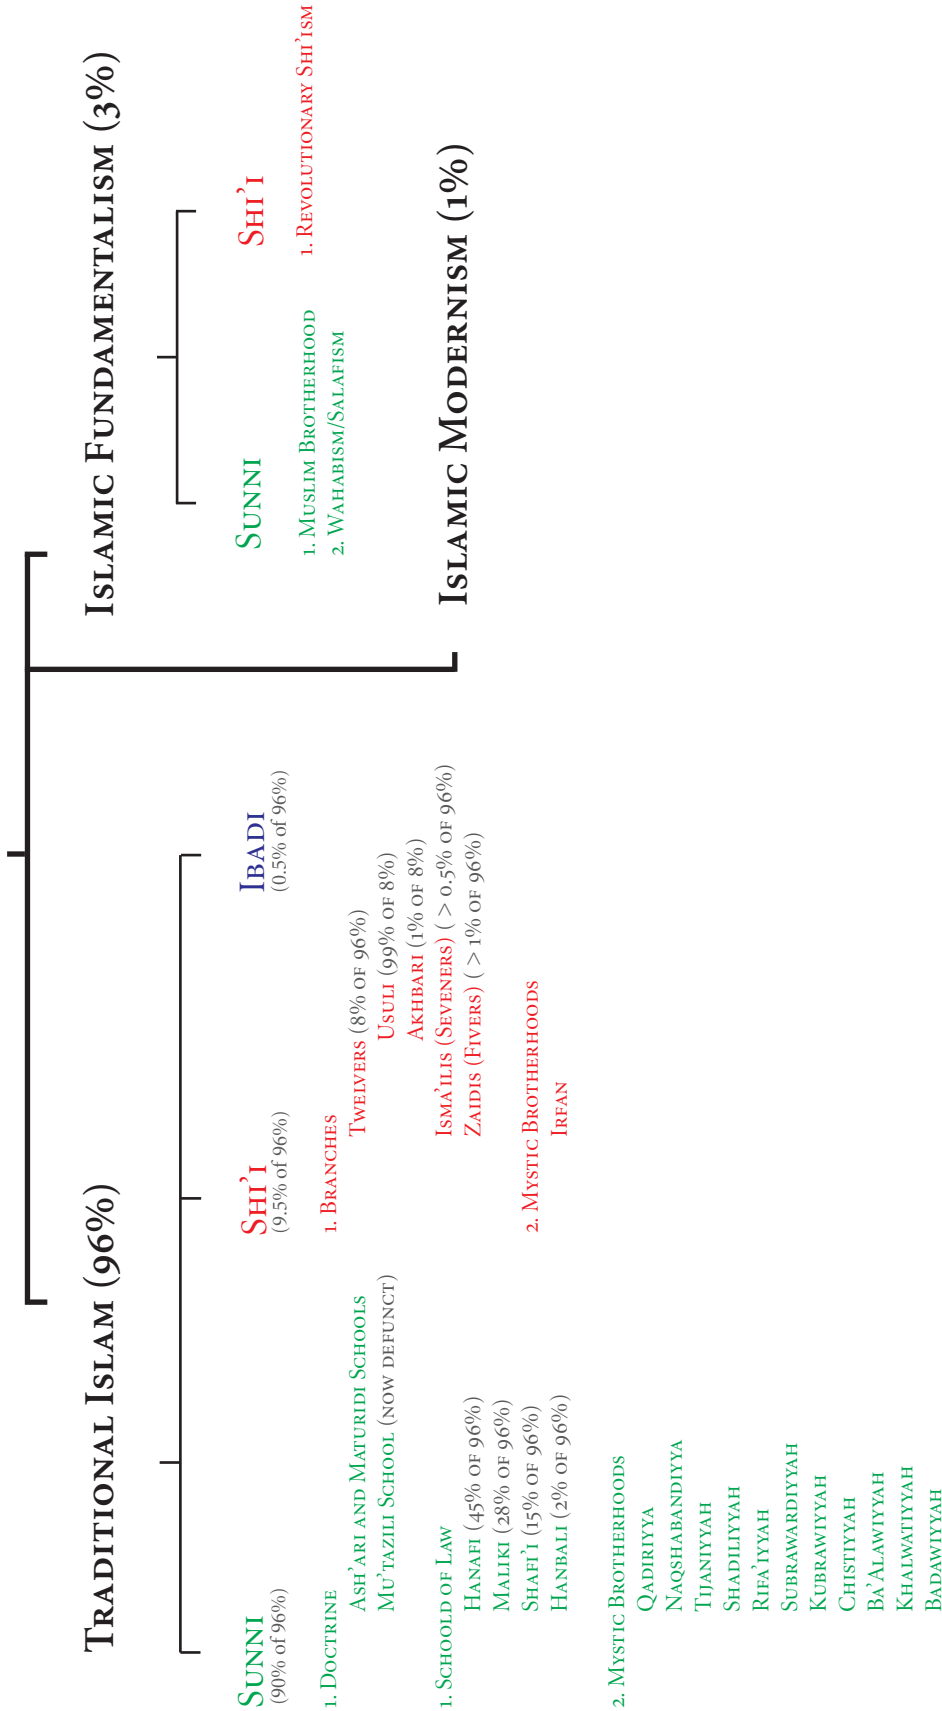 Traditional Islam (96%)
Sunni
(90% of 96%)
1. Doctrine
Ash'ari and Maturidi Schools
Mu'tazili School (now defunct)
1. Schoold of Law
Hanafi (45% of 96%)
Maliki (28% of 96%)
Shafi'i (15% of 96%)
Hanbali (2% of 96%)
2. Mystic Brotherhoods
Qadiriyya
Naqshabandiyya
Tijaniyyah
Shadiliyyah
Rifa'iyyah
Subrawardiyyah
Kubrawiyyah
Chistiyyah
Ba'Alawiyyah
Khalwatiyyah
Badawiyyah
Shi'i
(9.5% of 96%)
1. Branches
Twelvers (8% of 96%)
Usuli (99% of 8%)
Akhbari (1% of 8%)
Isma'ilis (Seveners) ( > 0.5% of 96%)
Zaidis (Fivers) ( > 1% of 96%)
2. Mystic Brotherhoods
Irfan
Ibadi
(0.5% of 96%)
Islamic Fundamentalism (3%)
Sunni
1. Muslim Brotherhood
2. Wahabism/Salafism
Shi'i
1. Revolutionary Shi'ism
Islamic Modernism (1%)